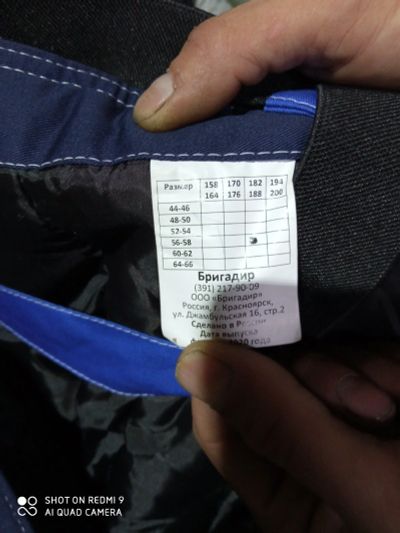 Размер 158 170 182 194
164 176 188 200
44-46
48-50
52-54
56-58
60-62
64-66
Бригадир
(391) 217-90-09
ООО «Бригадир»
Россия, г. Красноярск,
ул. Джамбульская 16, стр.2
Сделано в России
Дата выпуска
2020 года
SHOT ON REDMI 9
AI QUAD CAMERA